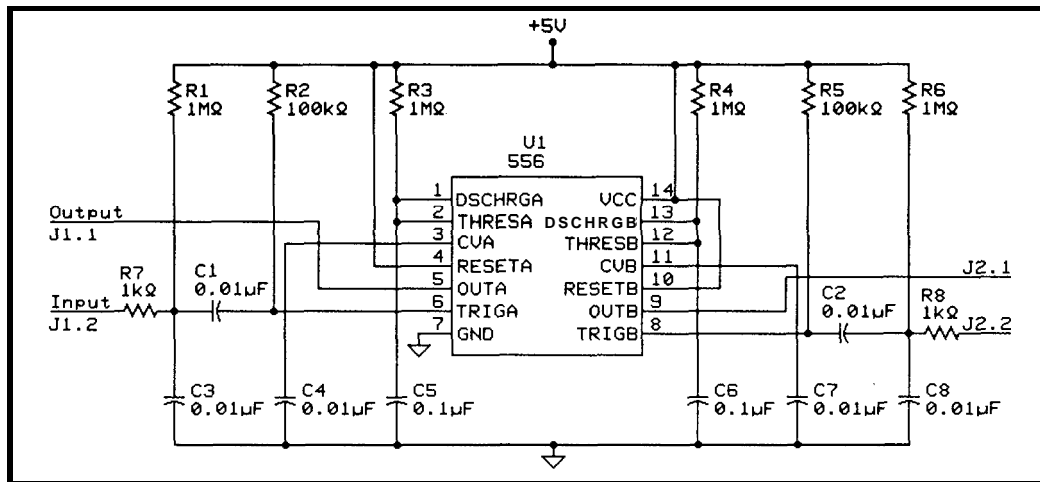 +5V
R1
1MΩ
R2
100kΩ
R3
1MΩ
R4
1MΩ
R5
100kΩ
R6
1MΩ
U1
556
1 DSCHRGA
2 THRESA
3 CVA
4 RESETA
5 OUTA
6 TRIGA
7 GND
VCC 14
DSCHRGB 13
THRESB 12
CVB 11
RESETB 10
OUTB 9
TRIGB 8
Output
J1.1
R7
1kΩ
C1
0.01µF
Input
J1.2
J2.1
C2
0.01µF
R8
1kΩ
J2.2
C3
0.01µF
C4
0.01µF
C5
0.1µF
C6
0.1µF
C7
0.01µF
C8
0.01µF